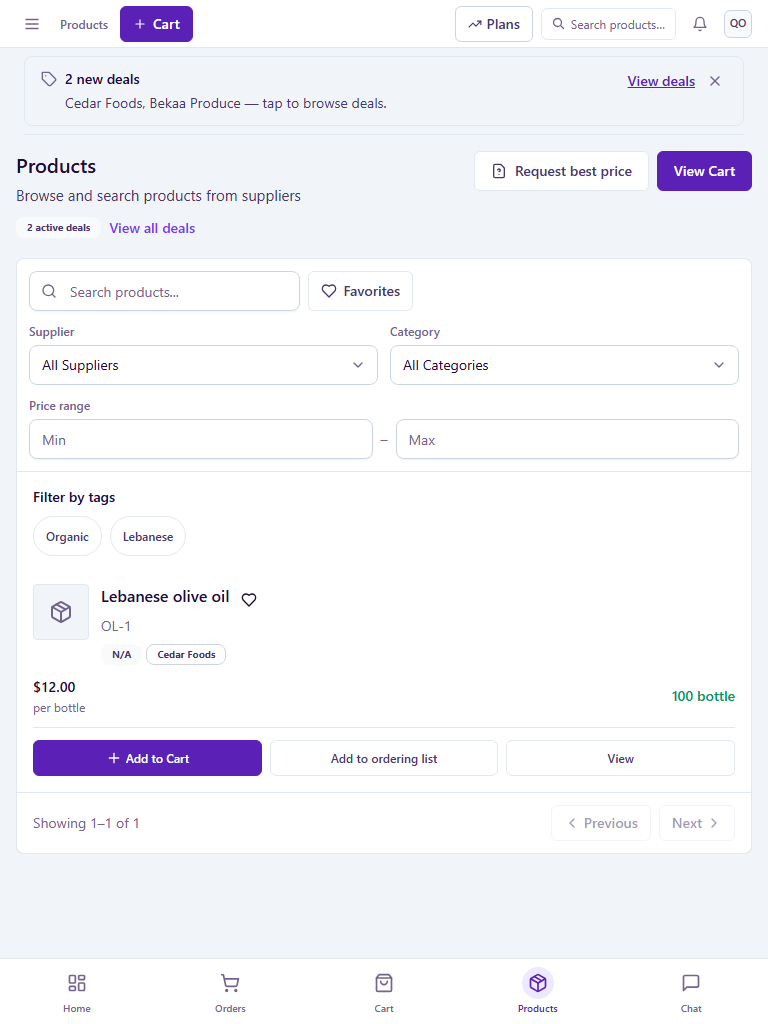 Products
Cart
Plans
Search products...
QO
2 new deals
View deals
Cedar Foods, Bekaa Produce — tap to browse deals.
Products
Request best price
View Cart
Browse and search products from suppliers
2 active deals
View all deals
Search products...
Favorites
Supplier
Category
All Suppliers
All Categories
Price range
Min
–
Max
Filter by tags
Organic
Lebanese
Lebanese olive oil
OL-1
N/A
Cedar Foods
$12.00
per bottle
100 bottle
Add to Cart
Add to ordering list
View
Showing 1–1 of 1
Previous
Next
Home
Orders
Cart
Products
Chat